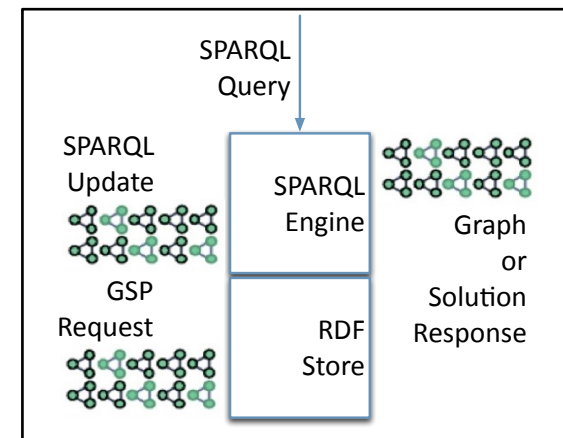 SPARQL
Query
SPARQL
Update
SPARQL
Engine
GSP
Request
RDF
Store
Graph
or
Solution
Response